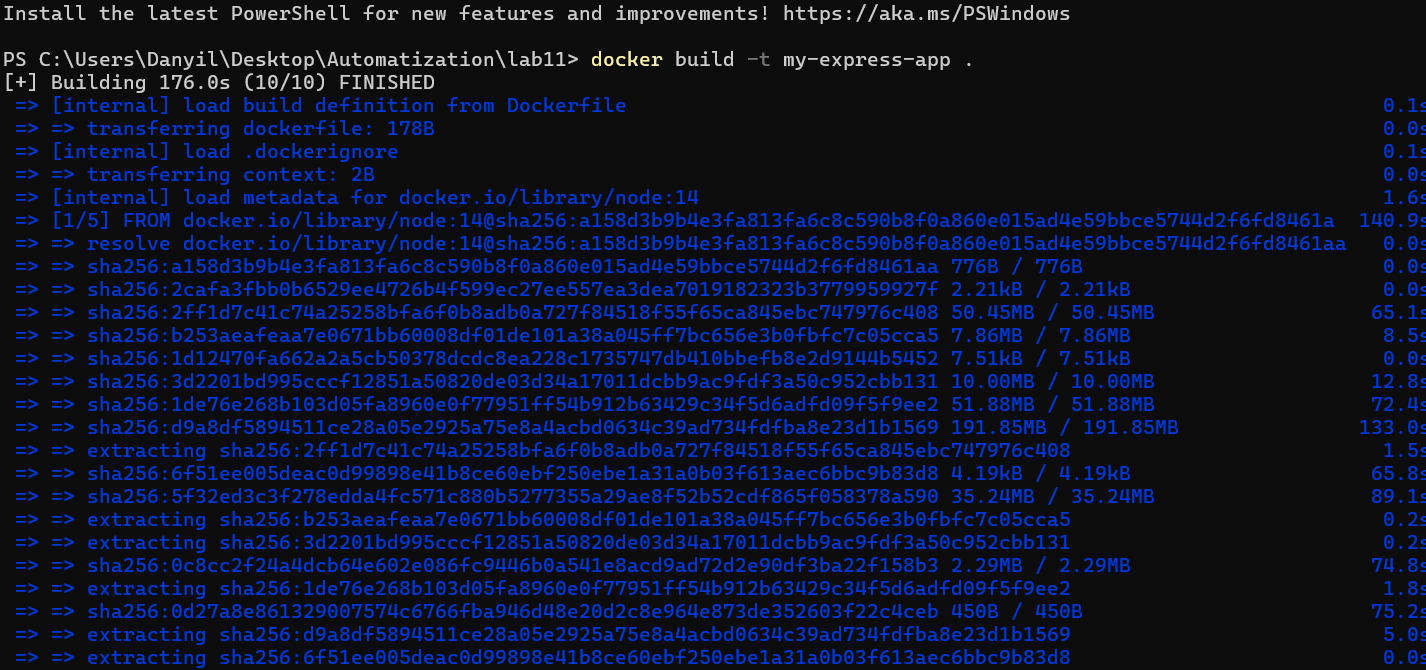 Install the latest PowerShell for new features and improvements! https://aka.ms/PSWindows
PS C:\Users\Danyil\Desktop\Automatization\lab11> docker build -t my-express-app .
[+] Building 176.0s (10/10) FINISHED
=> [internal] load build definition from Dockerfile 0.1s
=> => transferring dockerfile: 178B 0.0s
=> [internal] load .dockerignore 0.1s
=> => transferring context: 2B 0.0s
=> [internal] load metadata for docker.io/library/node:14 1.6s
=> [1/5] FROM docker.io/library/node:14@sha256:a158d3b9b4e3fa813fa6c8c590b8f0a860e015ad4e59bbce5744d2f6fd8461a 140.9s
=> => resolve docker.io/library/node:14@sha256:a158d3b9b4e3fa813fa6c8c590b8f0a860e015ad4e59bbce5744d2f6fd8461aa 0.0s
=> => sha256:a158d3b9b4e3fa813fa6c8c590b8f0a860e015ad4e59bbce5744d2f6fd8461aa 776B / 776B 0.0s
=> => sha256:2cafa3fbb0b6529ee4726b4f599ec27ee557ea3dea7019182323b3779959927f 2.21kB / 2.21kB 0.0s
=> => sha256:2ff1d7c41c74a25258bfa6f0b8adb0a727f84518f55f65ca845ebc747976c408 50.45MB / 50.45MB 65.1s
=> => sha256:b253aeafeaa7e0671bb60008df01de101a38a045ff7bc656e3b0fbfc7c05cca5 7.86MB / 7.86MB 8.5s
=> => sha256:1d12470fa662a2a5cb50378dcdc8ea228c1735747db410bbefb8e2d9144b5452 7.51kB / 7.51kB 0.0s
=> => sha256:3d2201bd995cccf12851a50820de03d34a17011dcbb9ac9fdf3a50c952cbb131 10.00MB / 10.00MB 12.8s
=> => sha256:1de76e268b103d05fa8960e0f77951ff54b912b63429c34f5d6adfd09f5f9ee2 51.88MB / 51.88MB 72.4s
=> => sha256:d9a8df5894511ce28a05e2925a75e8a4acbd0634c39ad734fdfba8e23d1b1569 191.85MB / 191.85MB 133.0s
=> => extracting sha256:2ff1d7c41c74a25258bfa6f0b8adb0a727f84518f55f65ca845ebc747976c408 1.5s
=> => sha256:6f51ee005deac0d99898e41b8ce60ebf250ebe1a31a0b03f613aec6bbc9b83d8 4.19kB / 4.19kB 65.8s
=> => sha256:5f32ed3c3f278edda4fc571c880b5277355a29ae8f52b52cdf865f058378a590 35.24MB / 35.24MB 89.1s
=> => extracting sha256:b253aeafeaa7e0671bb60008df01de101a38a045ff7bc656e3b0fbfc7c05cca5 0.2s
=> => extracting sha256:3d2201bd995cccf12851a50820de03d34a17011dcbb9ac9fdf3a50c952cbb131 0.2s
=> => sha256:0c8cc2f24a4dcb64e602e086fc9446b0a541e8acd9ad72d2e90df3ba22f158b3 2.29MB / 2.29MB 74.8s
=> => extracting sha256:1de76e268b103d05fa8960e0f77951ff54b912b63429c34f5d6adfd09f5f9ee2 1.8s
=> => sha256:0d27a8e861329007574c6766fba946d48e20d2c8e964e873de352603f22c4ceb 450B / 450B 75.2s
=> => extracting sha256:d9a8df5894511ce28a05e2925a75e8a4acbd0634c39ad734fdfba8e23d1b1569 5.0s
=> => extracting sha256:6f51ee005deac0d99898e41b8ce60ebf250ebe1a31a0b03f613aec6bbc9b83d8 0.0s